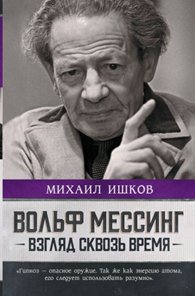 МИХАИЛ ИШКОВ
ВОЛЬФ МЕССИНГ
ВЗГЛЯД СКВОЗЬ ВРЕМЯ
«Гипноз — опасное оружие. Так же как энергию атома,
его следует использовать разумно».